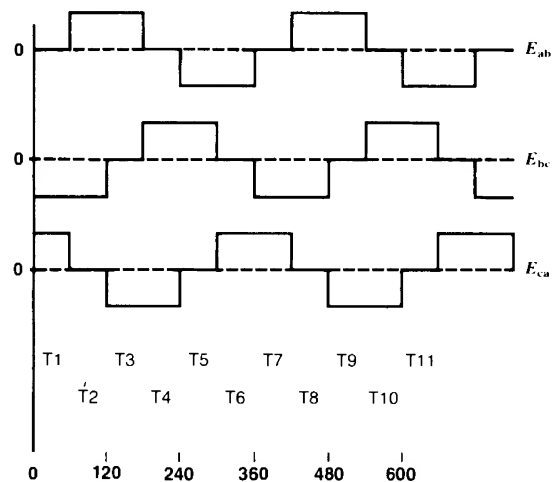 0 E_ab
0 E_bc
0 E_ca
T1 T3 T5 T7 T9 T11
T2 T4 T6 T8 T10
0 120 240 360 480 600